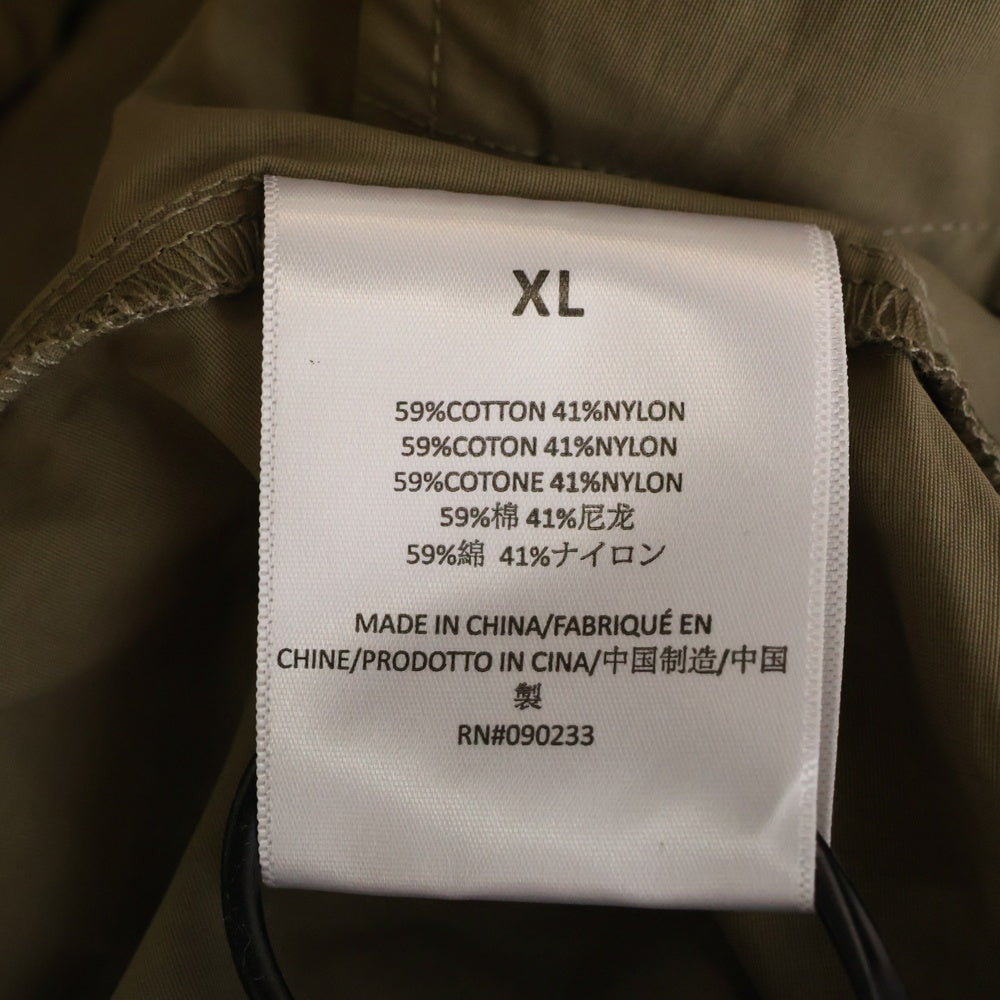 XL
59%COTTON 41%NYLON
59%COTON 41%NYLON
59%COTONE 41%NYLON
59%棉 41%尼龙
59%綿 41%ナイロン
MADE IN CHINA/FABRIQUÉ EN
CHINE/PRODOTTO IN CINA/中国制造/中国
製
RN#090233